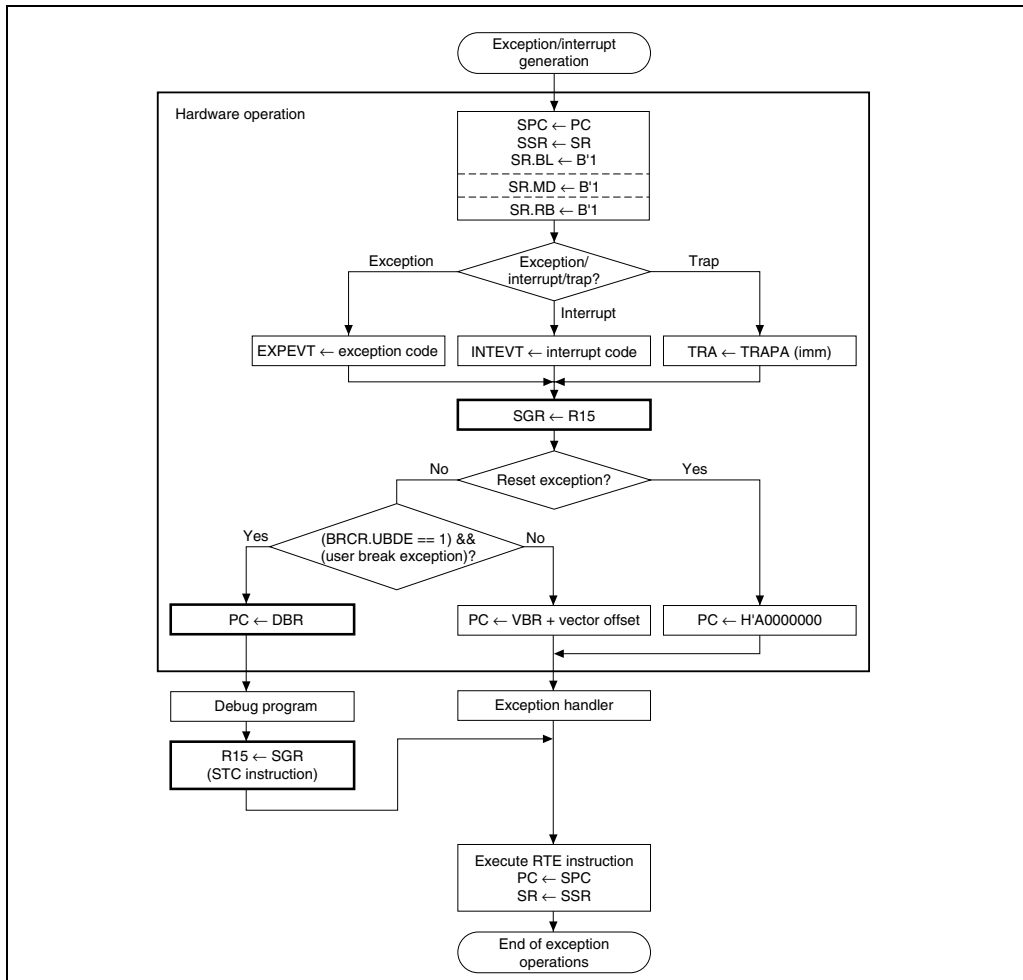 Exception/interrupt
generation
Hardware operation
SPC ← PC
SSR ← SR
SR.BL ← B'1
SR.MD ← B'1
SR.RB ← B'1
Exception/
interrupt/trap?
Exception
Trap
Interrupt
EXPEVT ← exception code
INTEVT ← interrupt code
TRA ← TRAPA (imm)
SGR ← R15
No
Reset exception?
Yes
Yes
(BRCR.UBDE == 1) &&
(user break exception)?
No
PC ← DBR
PC ← VBR + vector offset
PC ← H'A0000000
Debug program
Exception handler
R15 ← SGR
(STC instruction)
Execute RTE instruction
PC ← SPC
SR ← SSR
End of exception
operations